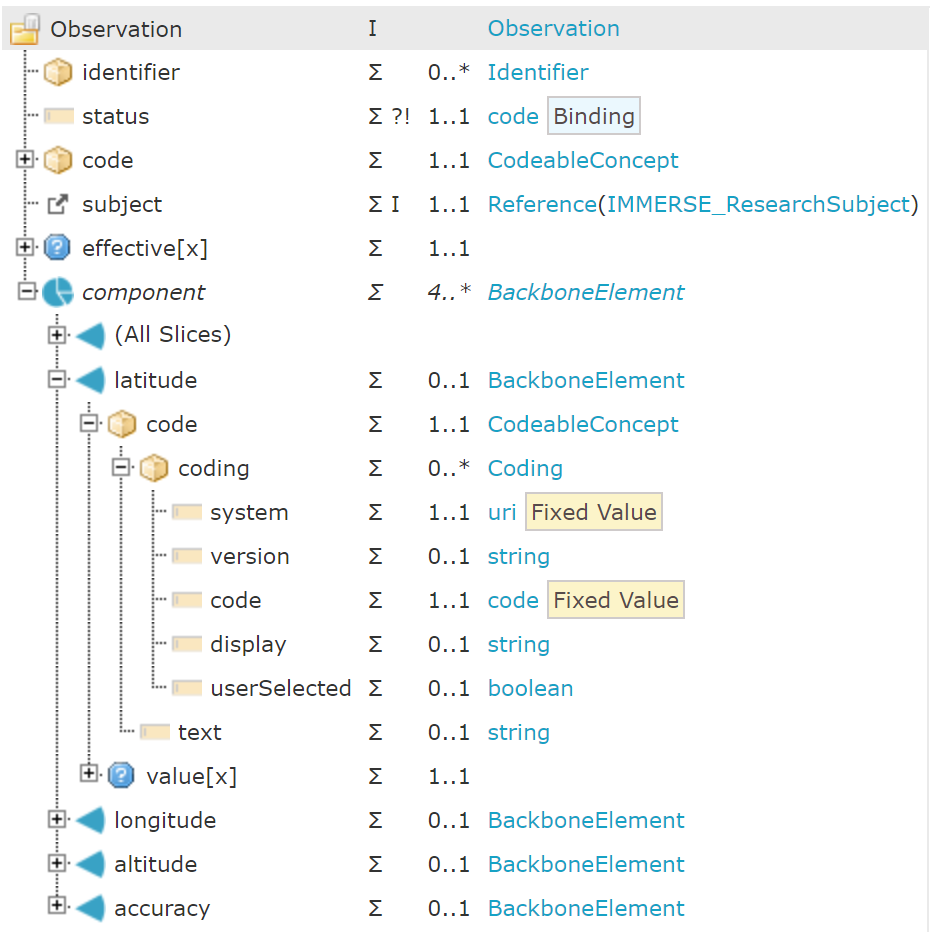 Observation I Observation
identifier Σ 0..* Identifier
status Σ ?! 1..1 code Binding
code Σ 1..1 CodeableConcept
subject Σ I 1..1 Reference(IMMERSE_ResearchSubject)
? effective[x] Σ 1..1
component Σ 4..* BackboneElement
(All Slices)
latitude Σ 0..1 BackboneElement
code Σ 1..1 CodeableConcept
coding Σ 0..* Coding
system Σ 1..1 uri Fixed Value
version Σ 0..1 string
code Σ 1..1 code Fixed Value
display Σ 0..1 string
userSelected Σ 0..1 boolean
text Σ 0..1 string
? value[x] Σ 1..1
longitude Σ 0..1 BackboneElement
altitude Σ 0..1 BackboneElement
accuracy Σ 0..1 BackboneElement